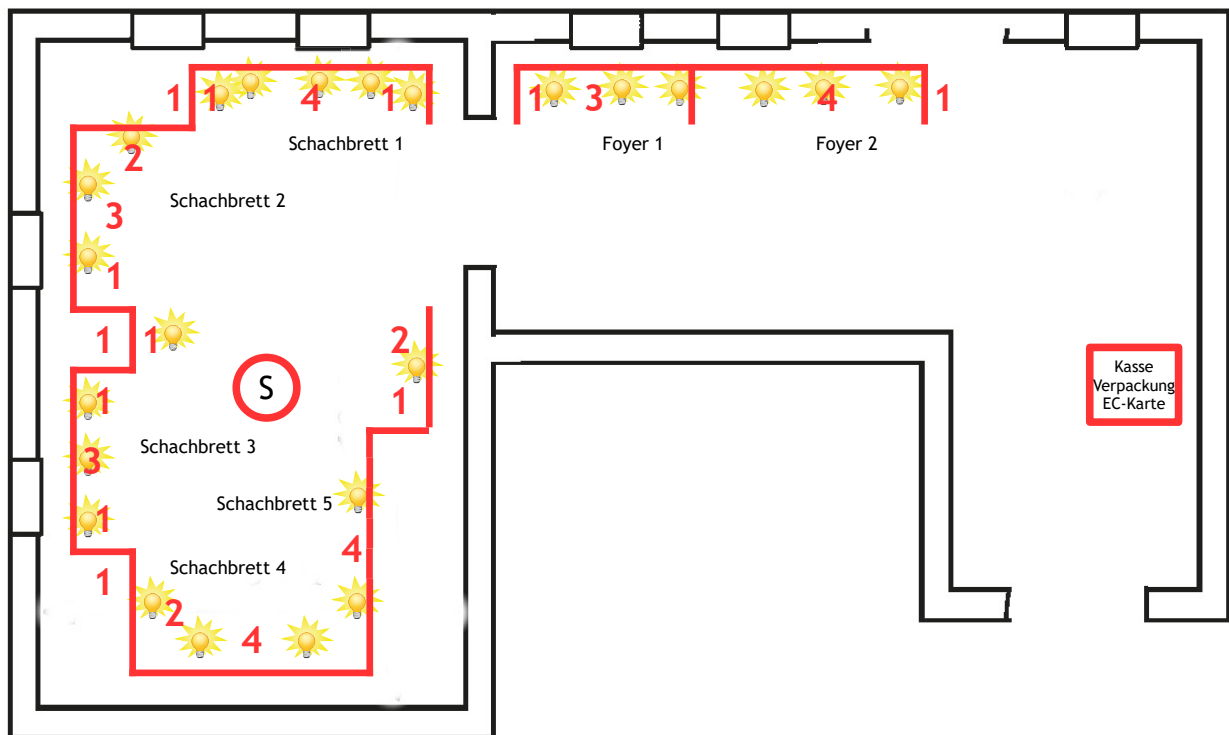 1 1 4 1 1 3 4 1
Schachbrett 1 Foyer 1 Foyer 2
2
Schachbrett 2
3
1
1 1 2
S
Kasse
Verpackung
EC-Karte
1 1
Schachbrett 3
3
Schachbrett 5
1
4
Schachbrett 4
1
2
4